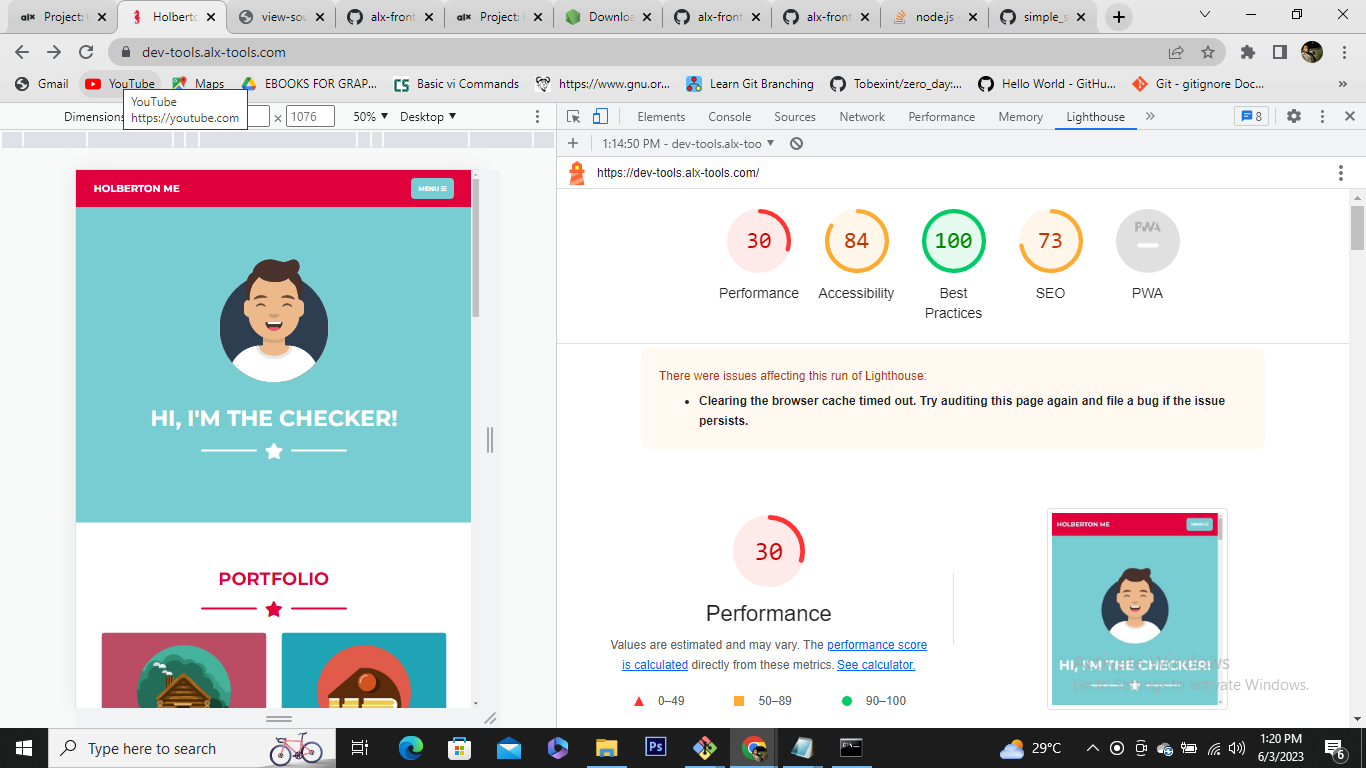 Project: (
Holberto
view-sou
alx-front
Project: (
Downloa
alx-front
alx-front
node.js -
simple_s
dev-tools.alx-tools.com
Gmail
YouTube
Maps
EBOOKS FOR GRAP...
Basic vi Commands
https://www.gnu.or...
Learn Git Branching
Tobexint/zero_day:...
Hello World - GitHu...
Git - gitignore Doc...
»
YouTube
https://youtube.com
Dimensions
× 1076
50% ▼
Desktop ▼
Elements
Console
Sources
Network
Performance
Memory
Lighthouse
»
8
+ 1:14:50 PM - dev-tools.alx-too ▼
https://dev-tools.alx-tools.com/
HOLBERTON ME
MENU
HI, I'M THE CHECKER!
PORTFOLIO
30
84
100
73
PWA
Performance
Accessibility
Best
Practices
SEO
PWA
There were issues affecting this run of Lighthouse:
• Clearing the browser cache timed out. Try auditing this page again and file a bug if the issue
persists.
30
Performance
Values are estimated and may vary. The performance score
is calculated directly from these metrics. See calculator.
0–49
50–89
90–100
HOLBERTON ME
MENU
HI, I'M THE CHECKER!
Activate Windows
Go to Settings to activate Windows.
Type here to search
Ps
29°C
1:20 PM
6/3/2023
6